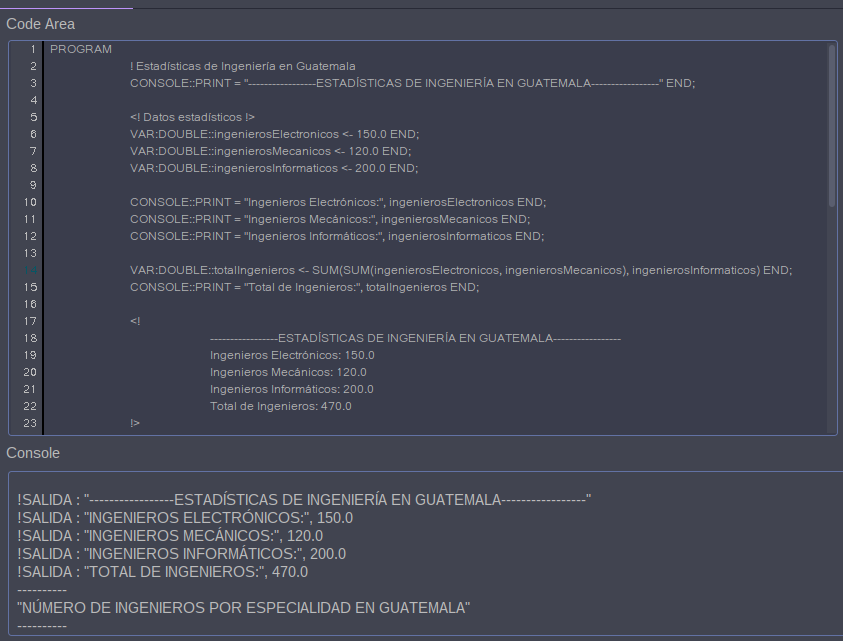 Code Area
1 PROGRAM
2 ! Estadísticas de Ingeniería en Guatemala
3 CONSOLE::PRINT = "-----------------ESTADÍSTICAS DE INGENIERÍA EN GUATEMALA-----------------" END;
4
5 <! Datos estadísticos !>
6 VAR:DOUBLE::ingenierosElectronicos <- 150.0 END;
7 VAR:DOUBLE::ingenierosMecanicos <- 120.0 END;
8 VAR:DOUBLE::ingenierosInformaticos <- 200.0 END;
9
10 CONSOLE::PRINT = "Ingenieros Electrónicos:", ingenierosElectronicos END;
11 CONSOLE::PRINT = "Ingenieros Mecánicos:", ingenierosMecanicos END;
12 CONSOLE::PRINT = "Ingenieros Informáticos:", ingenierosInformaticos END;
13
VAR:DOUBLE::totalIngenieros <- SUM(SUM(ingenierosElectronicos, ingenierosMecanicos), ingenierosInformaticos) END;
15 CONSOLE::PRINT = "Total de Ingenieros:", totalIngenieros END;
16
17 <!
18 -----------------ESTADÍSTICAS DE INGENIERÍA EN GUATEMALA-----------------
19 Ingenieros Electrónicos: 150.0
20 Ingenieros Mecánicos: 120.0
21 Ingenieros Informáticos: 200.0
22 Total de Ingenieros: 470.0
23 !>
Console
!SALIDA : "-----------------ESTADÍSTICAS DE INGENIERÍA EN GUATEMALA-----------------"
!SALIDA : "INGENIEROS ELECTRÓNICOS:", 150.0
!SALIDA : "INGENIEROS MECÁNICOS:", 120.0
!SALIDA : "INGENIEROS INFORMÁTICOS:", 200.0
!SALIDA : "TOTAL DE INGENIEROS:", 470.0
----------
"NÚMERO DE INGENIEROS POR ESPECIALIDAD EN GUATEMALA"
----------